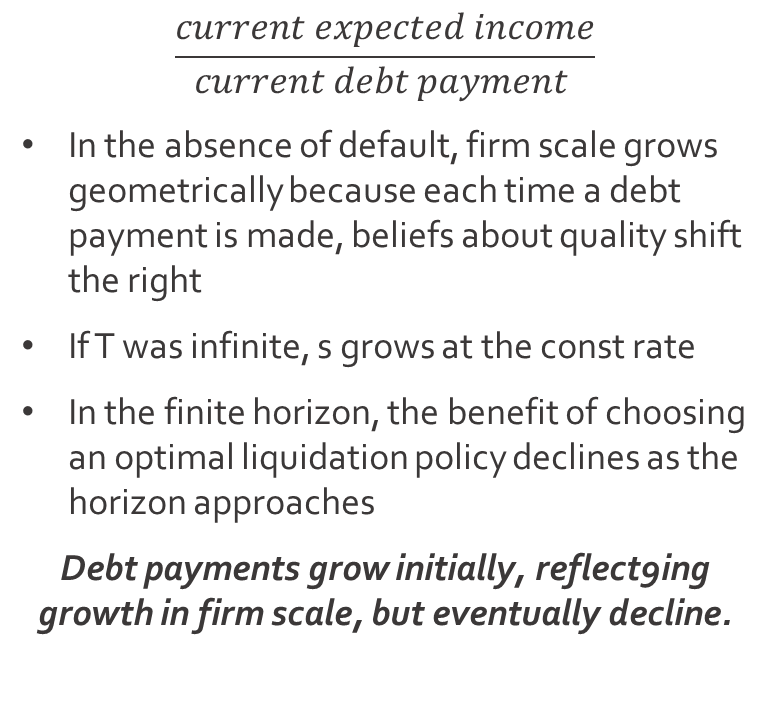 current expected income
current debt payment
• In the absence of default, firm scale grows
geometrically because each time a debt
payment is made, beliefs about quality shift
the right
• If T was infinite, s grows at the const rate
• In the finite horizon, the benefit of choosing
an optimal liquidation policy declines as the
horizon approaches
Debt payments grow initially, reflect9ing
growth in firm scale, but eventually decline.